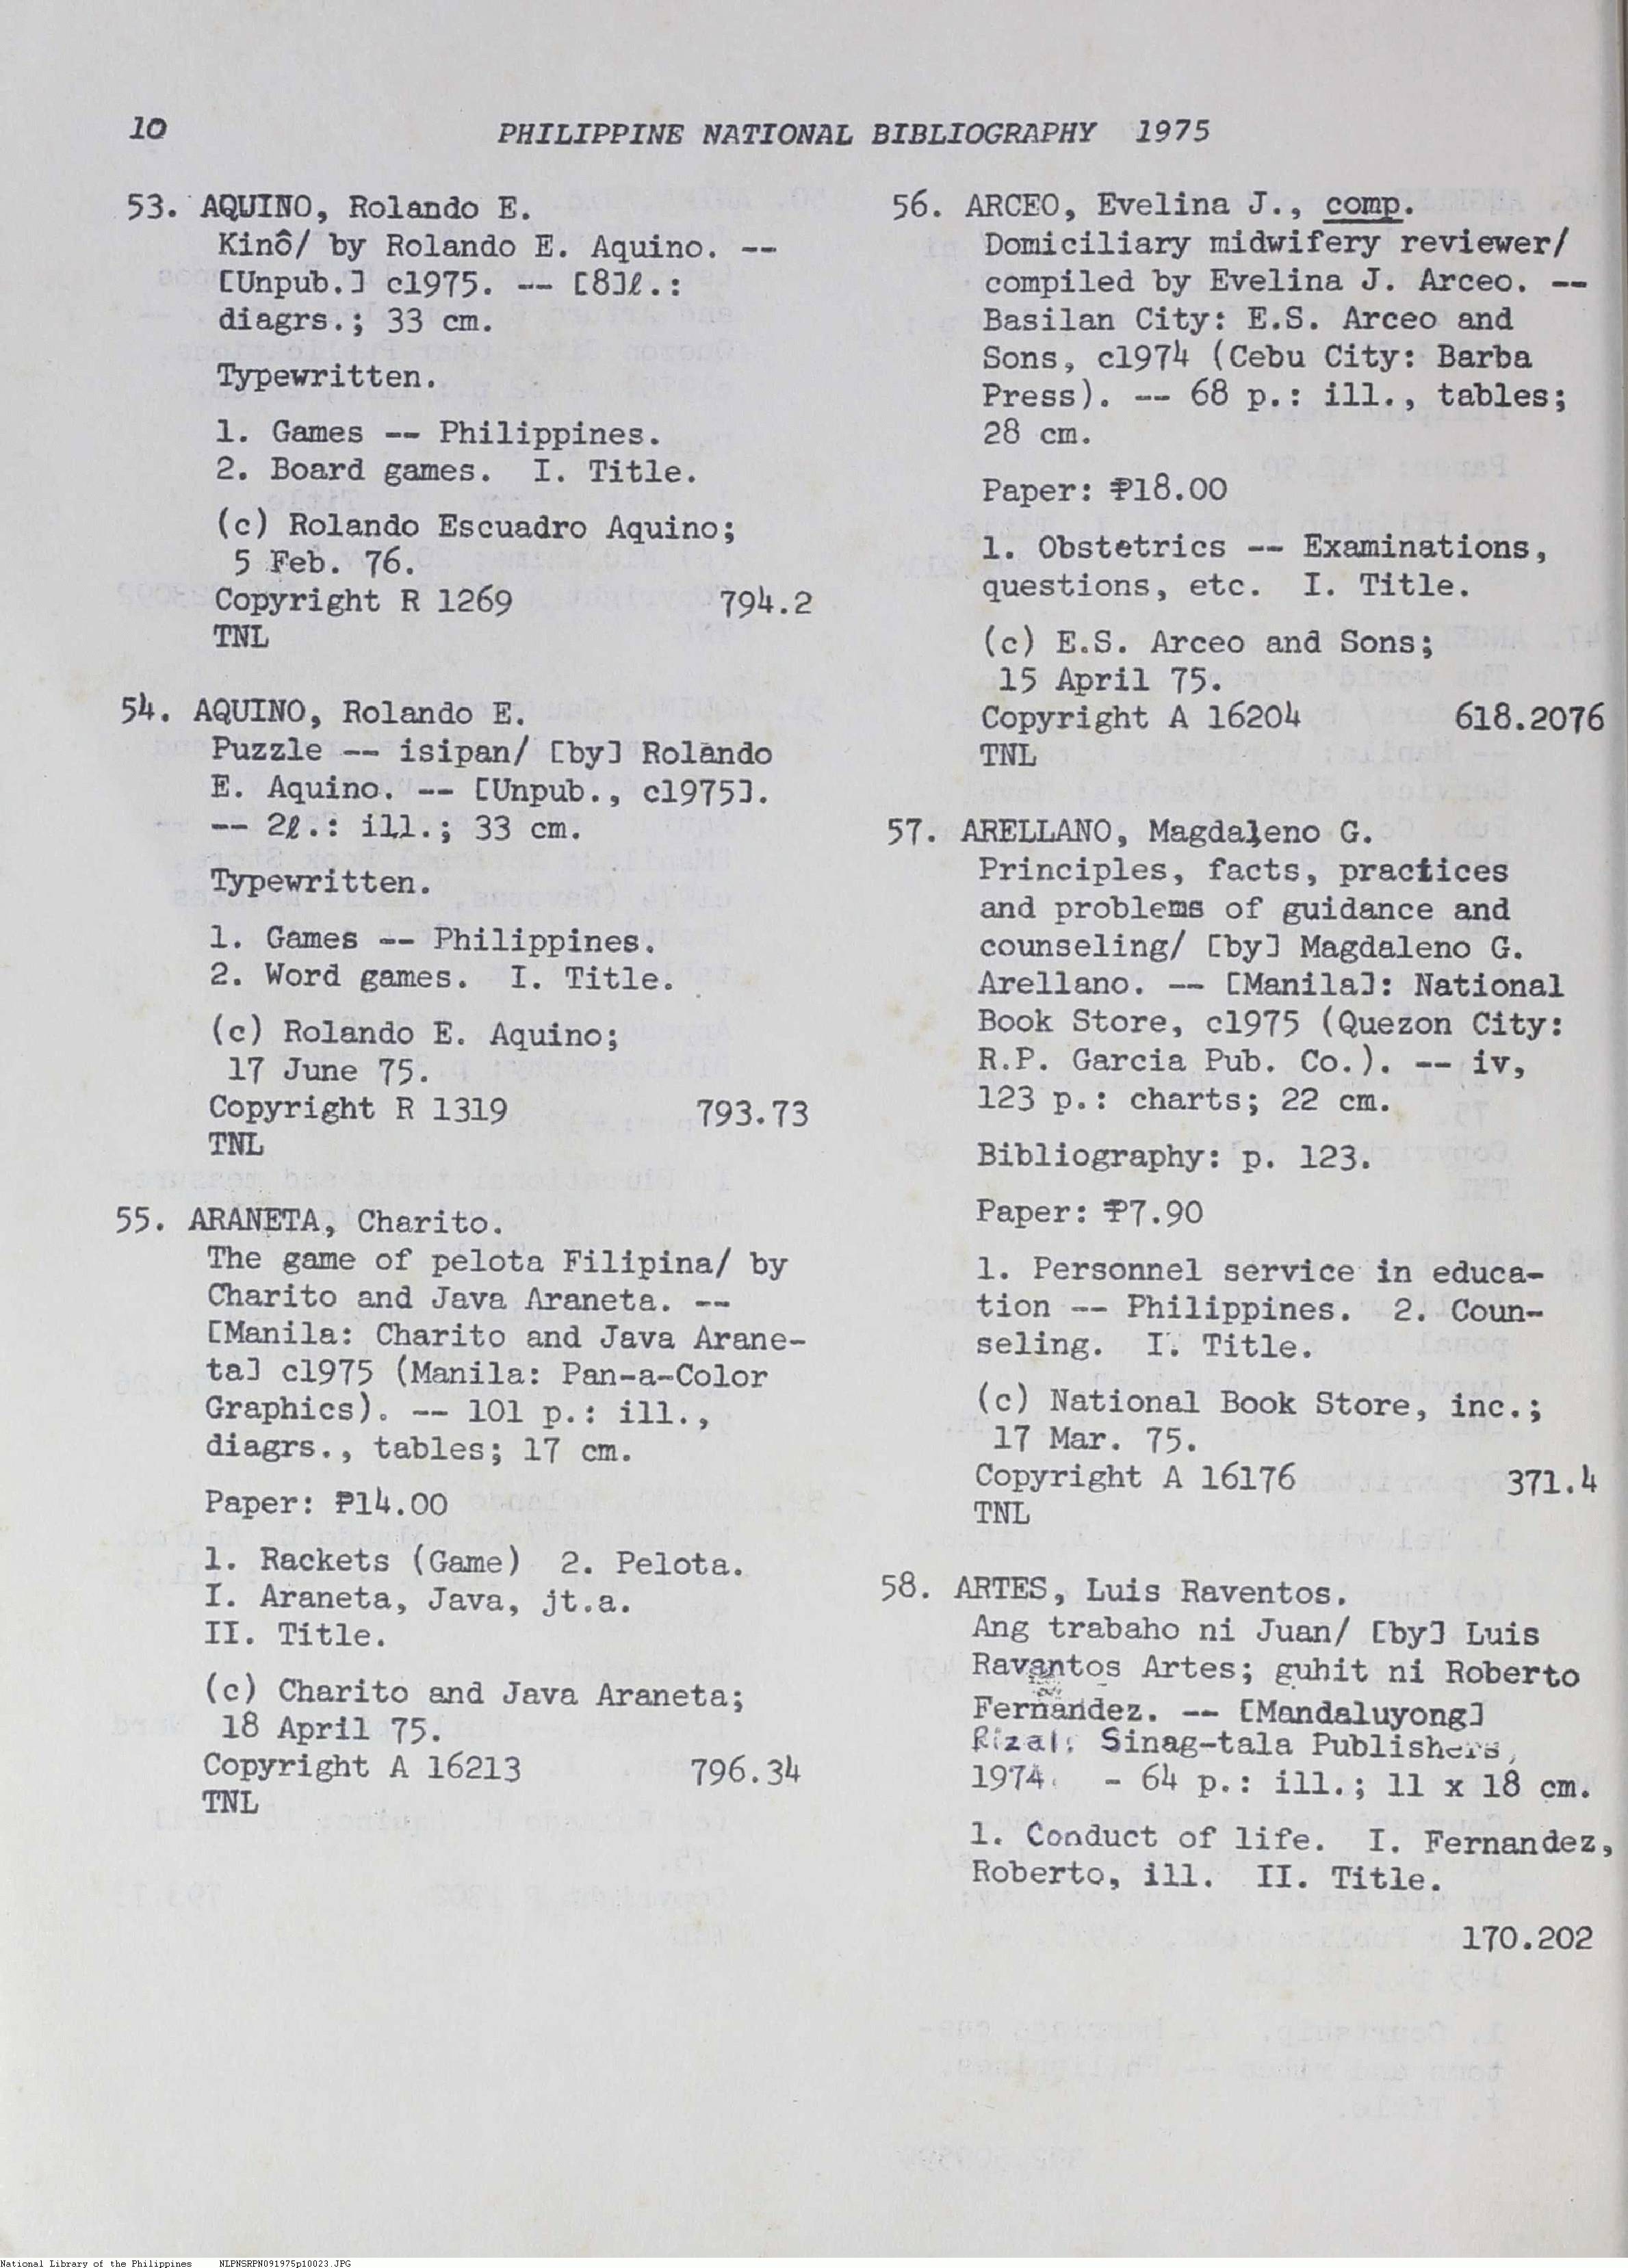 10
PHILIPPINE NATIONAL BIBLIOGRAPHY 1975
53. AQUINO, Rolando E.
Kinô/ by Rolando E. Aquino. --
[Unpub.] c1975. -- [8]ℓ.:
diagrs.; 33 cm.
Typewritten.
1. Games -- Philippines.
2. Board games. I. Title.
(c) Rolando Escuadro Aquino;
5 Feb. 76.
Copyright R 1269 794.2
TNL
54. AQUINO, Rolando E.
Puzzle -- isipan/ [by] Rolando
E. Aquino. -- [Unpub., c1975].
-- 2ℓ.: ill.; 33 cm.
Typewritten.
1. Games -- Philippines.
2. Word games. I. Title.
(c) Rolando E. Aquino;
17 June 75.
Copyright R 1319 793.73
TNL
55. ARANETA, Charito.
The game of pelota Filipina/ by
Charito and Java Araneta. --
[Manila: Charito and Java Arane-
ta] c1975 (Manila: Pan-a-Color
Graphics). -- 101 p.: ill.,
diagrs., tables; 17 cm.
Paper: ₱14.00
1. Rackets (Game) 2. Pelota.
I. Araneta, Java, jt.a.
II. Title.
(c) Charito and Java Araneta;
18 April 75.
Copyright A 16213 796.34
TNL
56. ARCEO, Evelina J., comp.
Domiciliary midwifery reviewer/
compiled by Evelina J. Arceo. --
Basilan City: E.S. Arceo and
Sons, c1974 (Cebu City: Barba
Press). -- 68 p.: ill., tables;
28 cm.
Paper: ₱18.00
1. Obstetrics -- Examinations,
questions, etc. I. Title.
(c) E.S. Arceo and Sons;
15 April 75.
Copyright A 16204 618.2076
TNL
57. ARELLANO, Magdaleno G.
Principles, facts, practices
and problems of guidance and
counseling/ [by] Magdaleno G.
Arellano. -- [Manila]: National
Book Store, c1975 (Quezon City:
R.P. Garcia Pub. Co.). -- iv,
123 p.: charts; 22 cm.
Bibliography: p. 123.
Paper: ₱7.90
1. Personnel service in educa-
tion -- Philippines. 2. Coun-
seling. I. Title.
(c) National Book Store, inc.;
17 Mar. 75.
Copyright A 16176 371.4
TNL
58. ARTES, Luis Raventos.
Ang trabaho ni Juan/ [by] Luis
Ravantos Artes; guhit ni Roberto
Fernandez. -- [Mandaluyong]
Rizal: Sinag-tala Publishers,
1974. - 64 p.: ill.; 11 x 18 cm.
1. Conduct of life. I. Fernandez,
Roberto, ill. II. Title.
170.202
National Library of the Philippines NLPNSRPN091975p10023.JPG